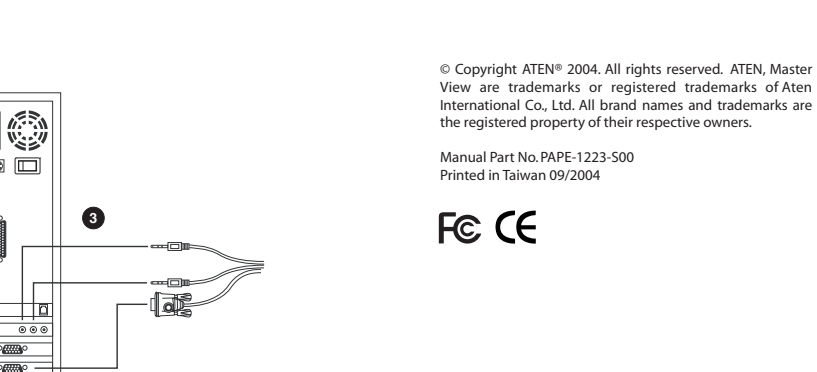 © Copyright ATEN® 2004. All rights reserved. ATEN, Master
View are trademarks or registered trademarks of Aten
International Co., Ltd. All brand names and trademarks are
the registered property of their respective owners.
Manual Part No. PAPE-1223-S00
Printed in Taiwan 09/2004
3
FC CE